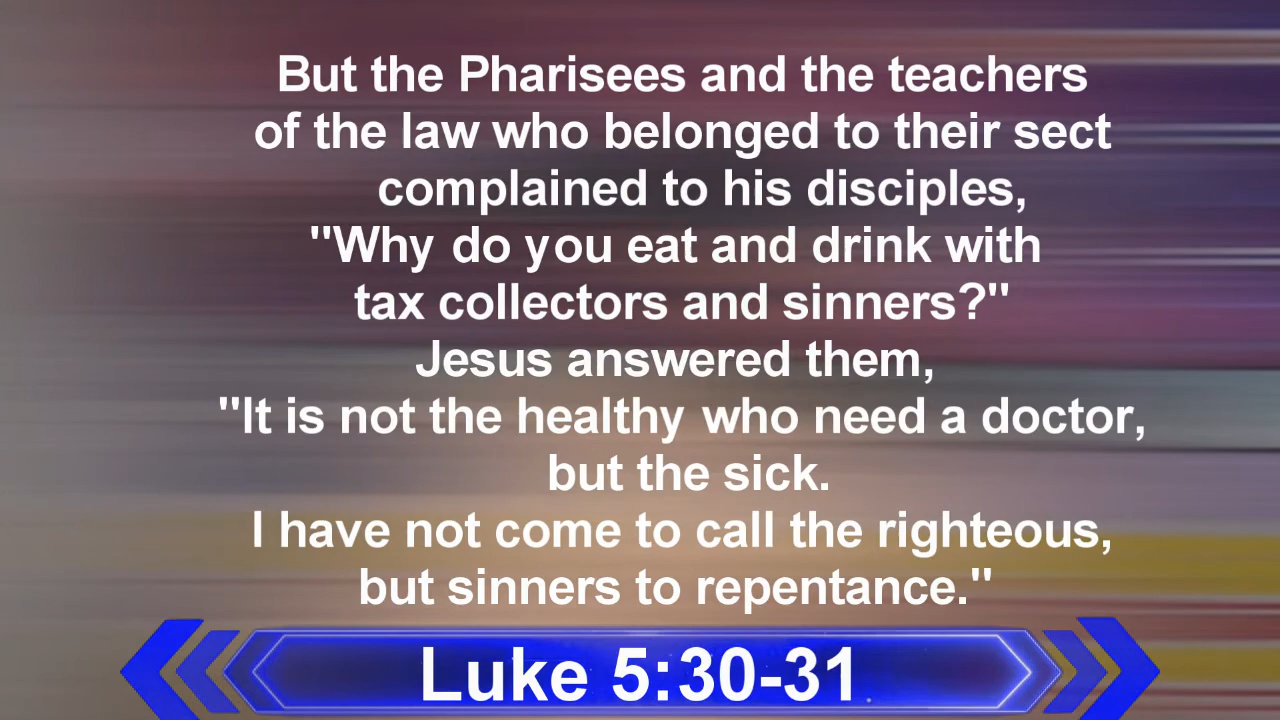 But the Pharisees and the teachers
of the law who belonged to their sect
complained to his disciples,
"Why do you eat and drink with
tax collectors and sinners?"
Jesus answered them,
"It is not the healthy who need a doctor,
but the sick.
I have not come to call the righteous,
but sinners to repentance."
Luke 5:30-31